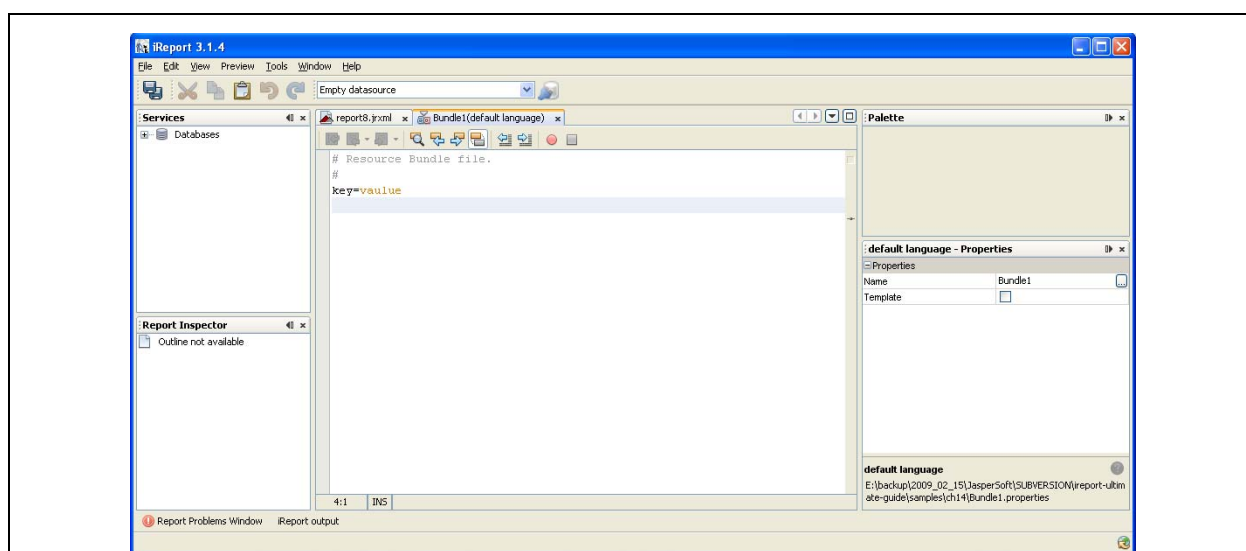 iReport 3.1.4
File Edit View Preview Tools Window Help
Empty datasource
Services
Databases
report8.jrxml
Bundle1(default language)
# Resource Bundle file.
#
key=vaulue
4:1 INS
Report Inspector
Outline not available
Palette
default language - Properties
Properties
Name Bundle1
...
Template
default language
E:\backup\2009_02_15\JasperSoft\SUBVERSION\ireport-ultim
ate-guide\samples\ch14\Bundle1.properties
Report Problems Window iReport output